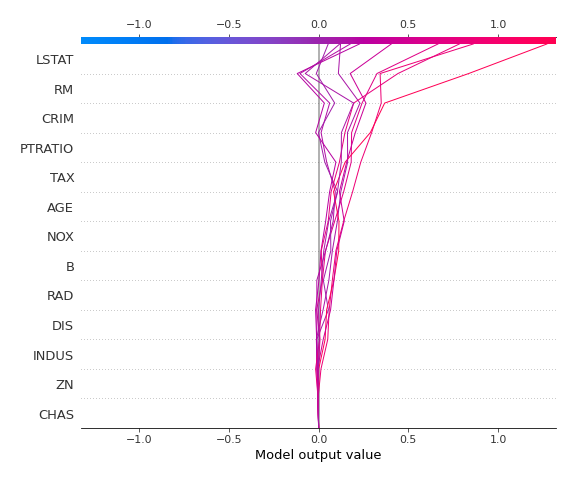 −1.0 −0.5 0.0 0.5 1.0
LSTAT
RM
CRIM
PTRATIO
TAX
AGE
NOX
B
RAD
DIS
INDUS
ZN
CHAS
−1.0 −0.5 0.0 0.5 1.0
Model output value